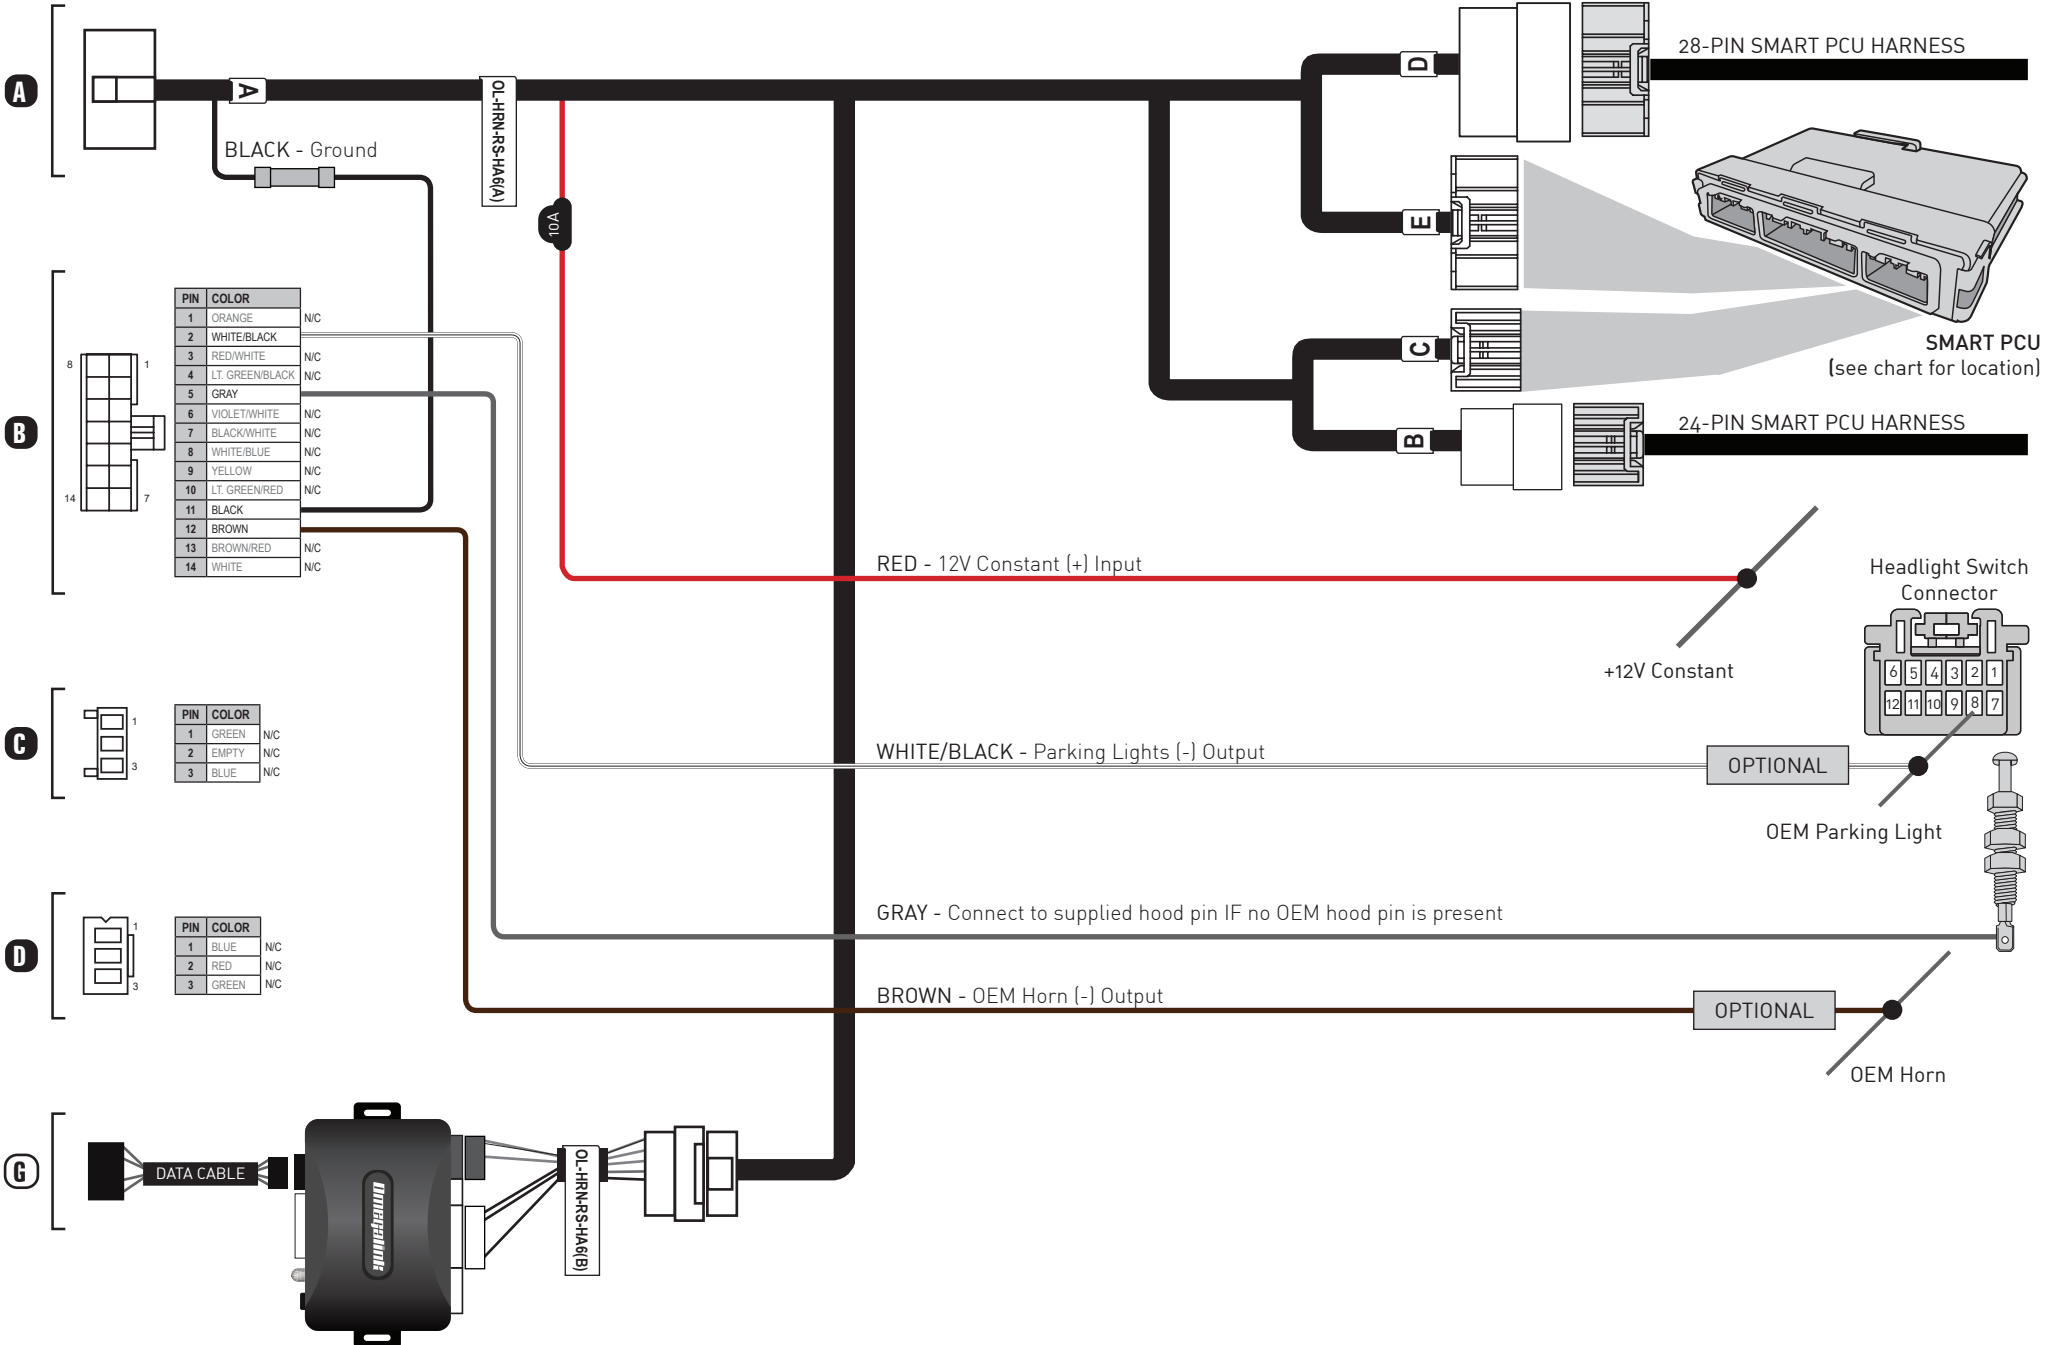 A
A
BLACK - Ground
OL-HRN-RS-HA6(A)
10A
D
28-PIN SMART PCU HARNESS
E
C
SMART PCU
(see chart for location)
B
24-PIN SMART PCU HARNESS
B
8 1
14 7
PIN COLOR
1 ORANGE N/C
2 WHITE/BLACK
3 RED/WHITE N/C
4 LT. GREEN/BLACK N/C
5 GRAY
6 VIOLET/WHITE N/C
7 BLACK/WHITE N/C
8 WHITE/BLUE N/C
9 YELLOW N/C
10 LT. GREEN/RED N/C
11 BLACK
12 BROWN
13 BROWN/RED N/C
14 WHITE N/C
RED - 12V Constant (+) Input
+12V Constant
Headlight Switch
Connector
6 5 4 3 2 1
12 11 10 9 8 7
C
1
3
PIN COLOR
1 GREEN N/C
2 EMPTY N/C
3 BLUE N/C
WHITE/BLACK - Parking Lights (-) Output
OPTIONAL
OEM Parking Light
D
1
3
PIN COLOR
1 BLUE N/C
2 RED N/C
3 GREEN N/C
GRAY - Connect to supplied hood pin IF no OEM hood pin is present
BROWN - OEM Horn (-) Output
OPTIONAL
OEM Horn
G
DATA CABLE
Omegalink
OL-HRN-RS-HA6(B)